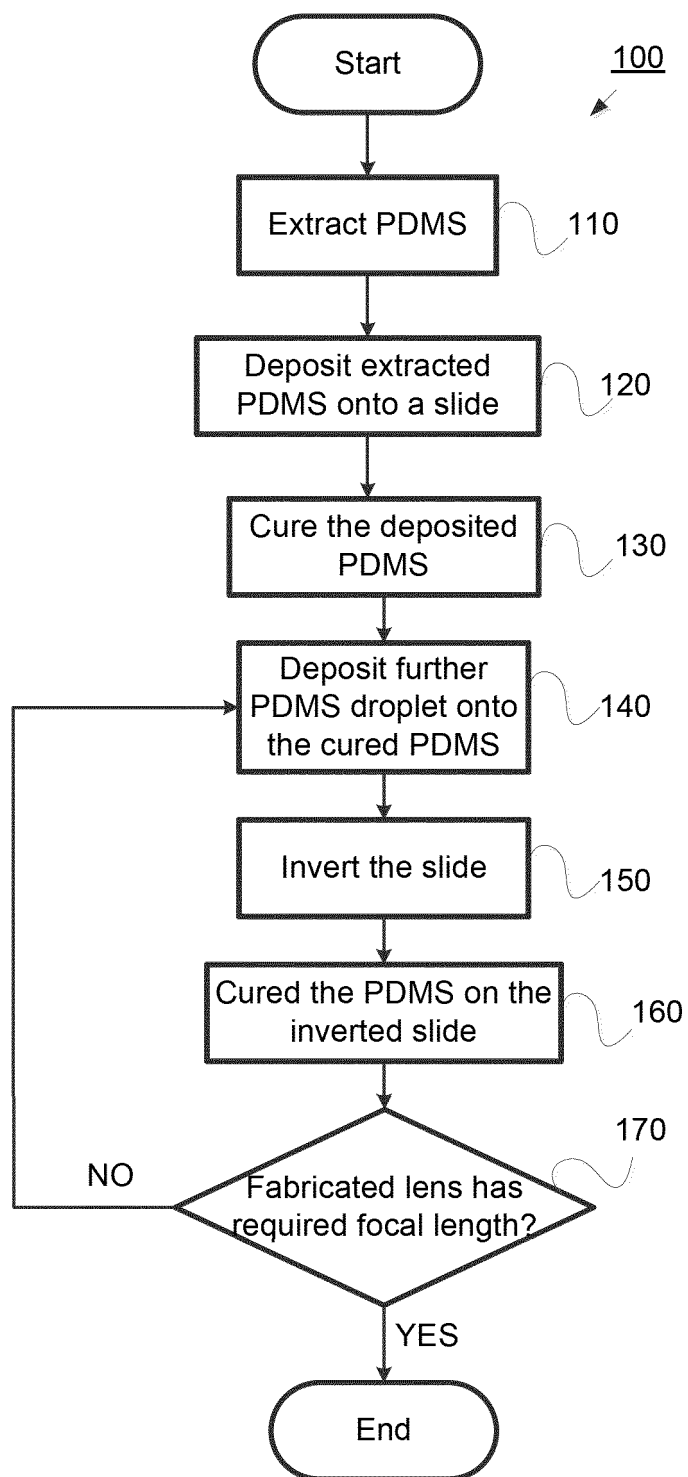 Start
100
Extract PDMS
110
Deposit extracted
PDMS onto a slide
120
Cure the deposited
PDMS
130
Deposit further
PDMS droplet onto
the cured PDMS
140
Invert the slide
150
Cured the PDMS on the
inverted slide
160
170
NO
Fabricated lens has
required focal length?
YES
End